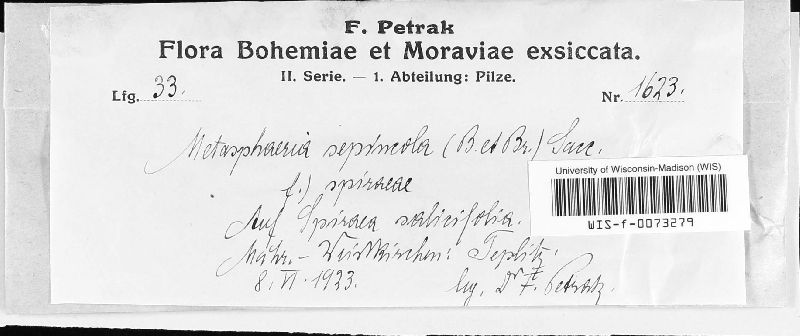 F. Petrak
Flora Bohemiae et Moraviae exsiccata.
II. Serie. — 1. Abteilung: Pilze.
Lfg. 33.
Nr. 1623.
Metasphaeria sepincola (B. et Br.) Sacc.
f.) spiraeae
Auf Spiraea salicifolia.
Mähr.-Weisskirchen: Teplitz.
8. VI. 1923.
leg. Dr. F. Petrak.
University of Wisconsin-Madison (WIS)
WIS-f-0073279